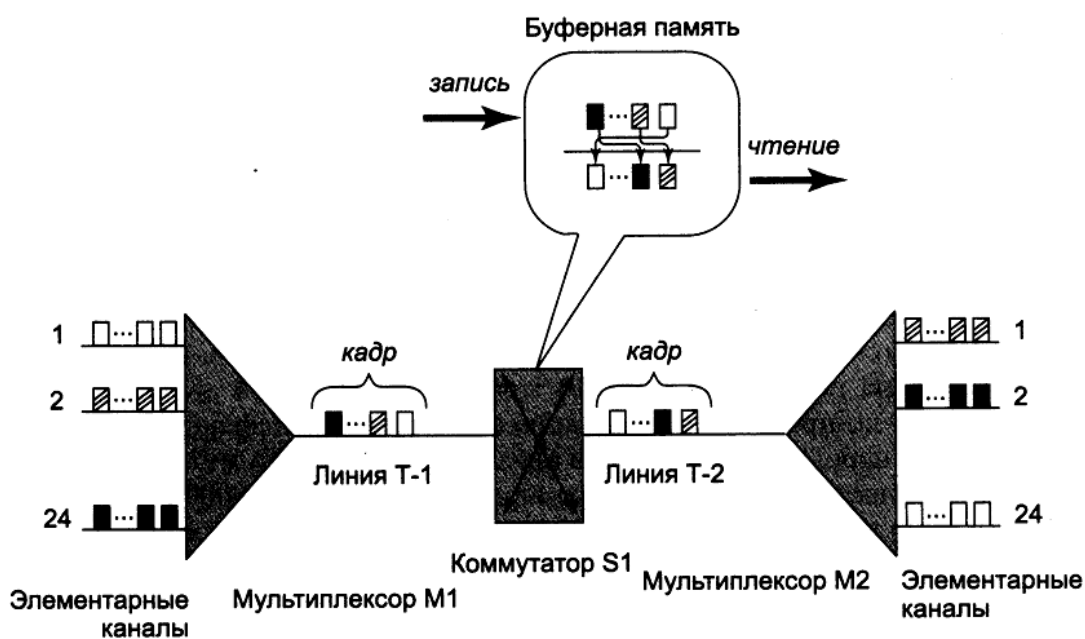 Буферная память
запись
чтение
1
2
24
кадр
кадр
1
2
24
Линия Т-1
Линия Т-2
Коммутатор S1
Мультиплексор М1
Мультиплексор М2
Элементарные
каналы
Элементарные
каналы